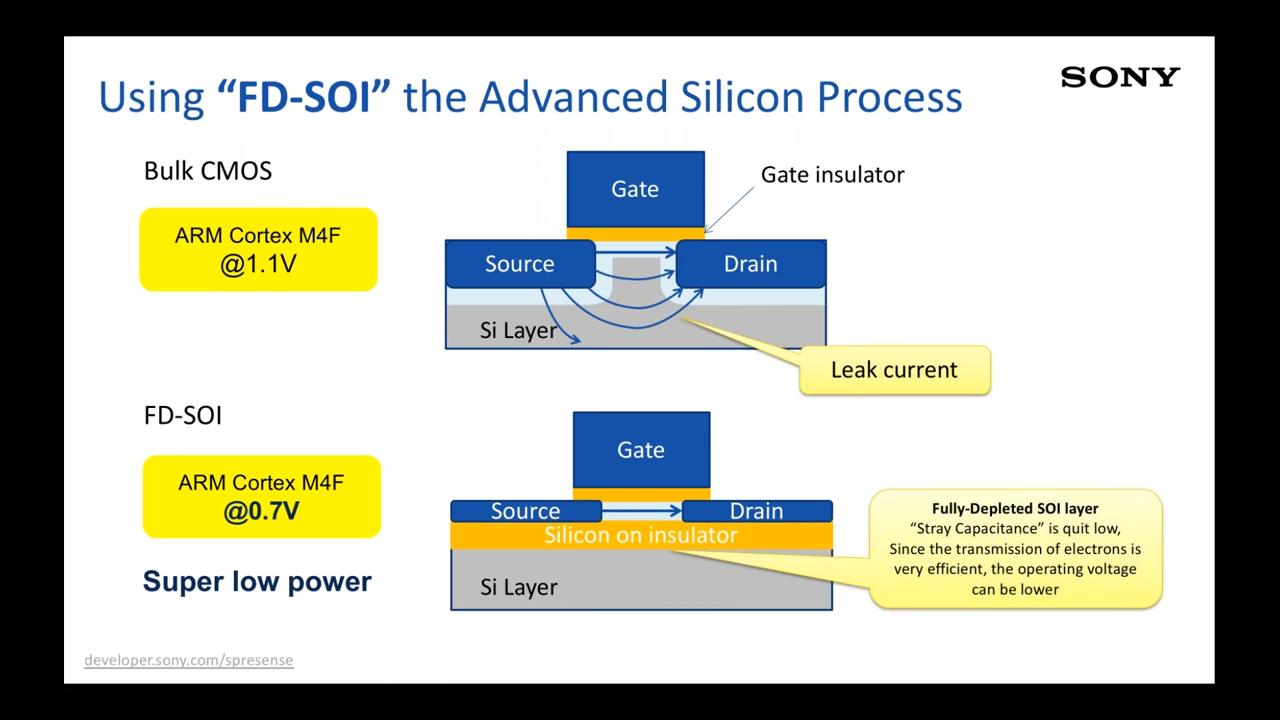 Using “FD-SOI” the Advanced Silicon Process
SONY
Bulk CMOS
ARM Cortex M4F
@1.1V
Gate
Gate insulator
Source
Drain
Si Layer
Leak current
FD-SOI
ARM Cortex M4F
@0.7V
Super low power
Gate
Source
Drain
Silicon on insulator
Si Layer
Fully-Depleted SOI layer
“Stray Capacitance” is quit low,
Since the transmission of electrons is
very efficient, the operating voltage
can be lower
developer.sony.com/spresense